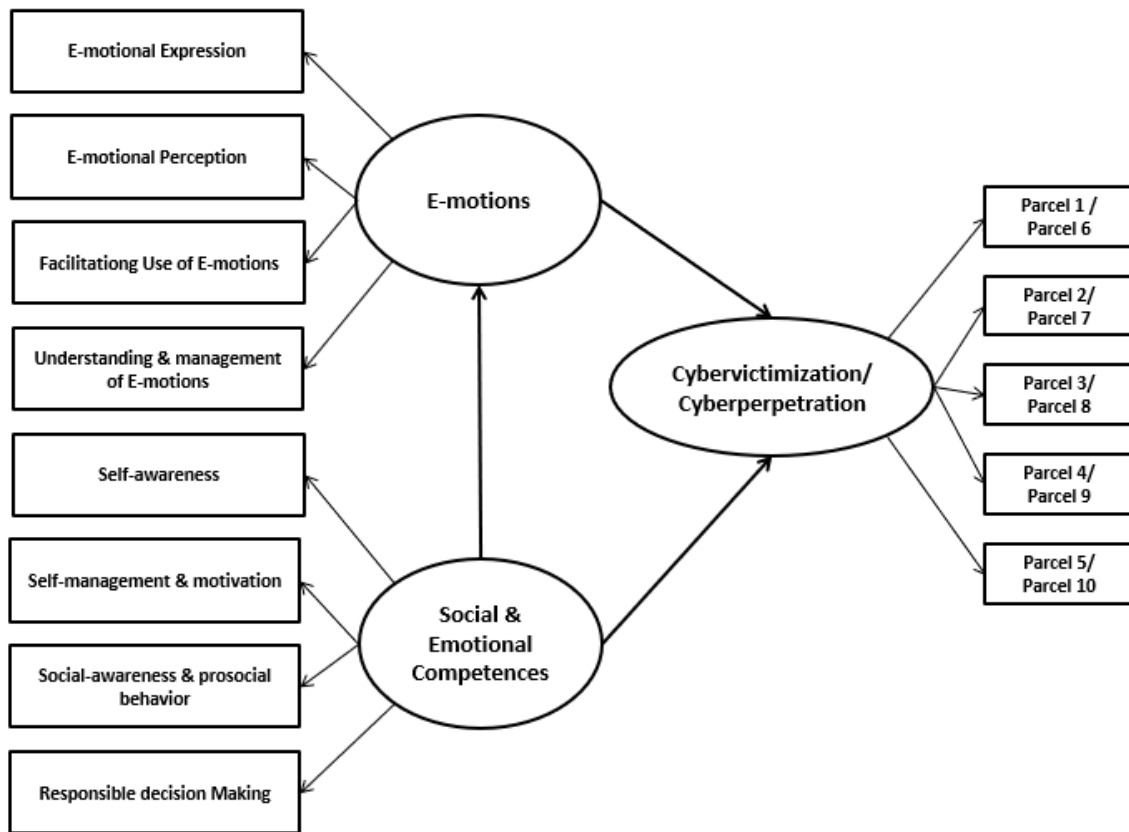 E-motional Expression
E-motional Perception
Facilitationg Use of E-motions
Understanding & management
of E-motions
Self-awareness
Self-management & motivation
Social-awareness & prosocial
behavior
Responsible decision Making
E-motions
Social &
Emotional
Competences
Cybervictimization/
Cyberperpetration
Parcel 1 /
Parcel 6
Parcel 2/
Parcel 7
Parcel 3/
Parcel 8
Parcel 4/
Parcel 9
Parcel 5/
Parcel 10